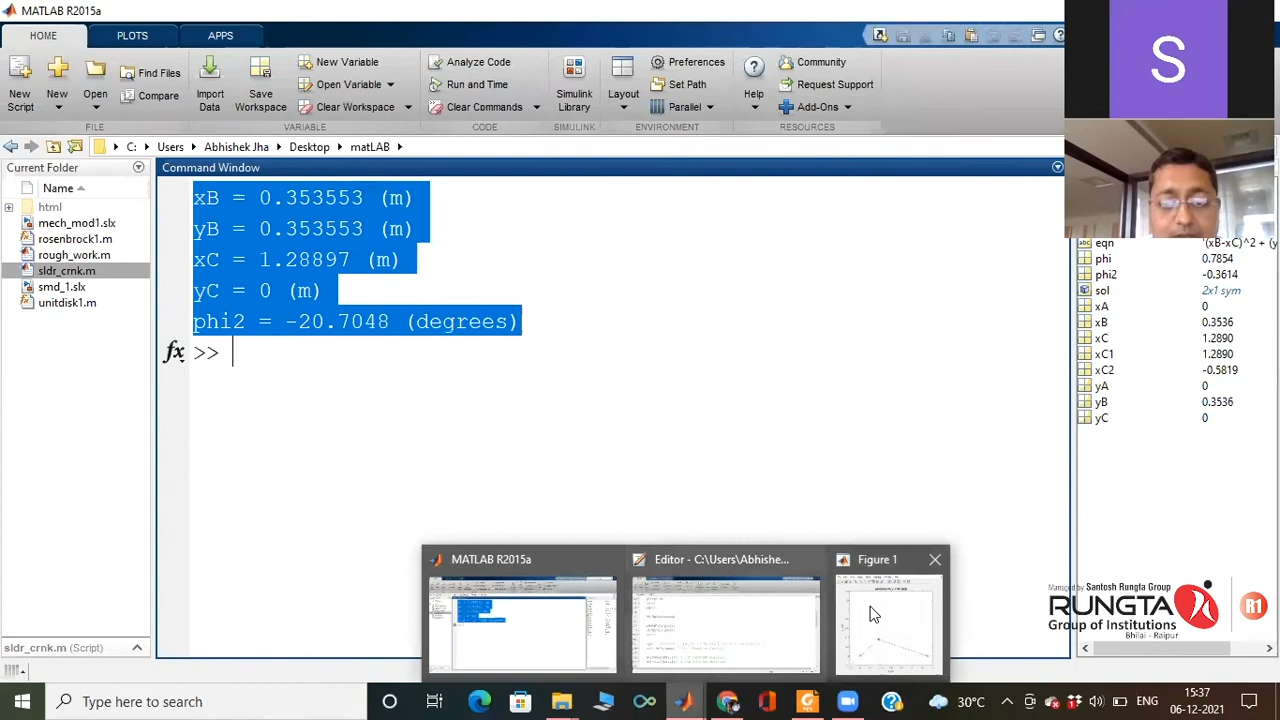 MATLAB R2015a
HOME
PLOTS
APPS
New Script
New
Open
Find Files
Compare
Import Data
Save Workspace
New Variable
Open Variable
Clear Workspace
Analyze Code
Run and Time
Clear Commands
Simulink Library
Layout
Preferences
Set Path
Parallel
Help
Community
Request Support
Add-Ons
FILE
VARIABLE
CODE
SIMULINK
ENVIRONMENT
RESOURCES
S
C: Users Abhishek Jha Desktop matLAB
Current Folder
Name
html
mech_mod1.slx
rosenbrock1.m
rough_work.m
sldr_crnk.m
smd_1.slx
unitdisk1.m
sldr_crnk.m (Script)
Command Window
xB = 0.353553 (m)
yB = 0.353553 (m)
xC = 1.28897 (m)
yC = 0 (m)
phi2 = -20.7048 (degrees)
fx >>
eqn '(xB-xC)^2 + (y
phi 0.7854
phi2 -0.3614
sol 2x1 sym
xA 0
xB 0.3536
xC 1.2890
xC1 1.2890
xC2 -0.5819
yA 0
yB 0.3536
yC 0
MATLAB R2015a
Editor - C:\Users\Abhishe...
Figure 1
Managed by Santosh Rungta Group
RUNGTA R1
Group of Institutions
Bhilai - Raipur
Type here to search
30°C
ENG
15:37
06-12-2021